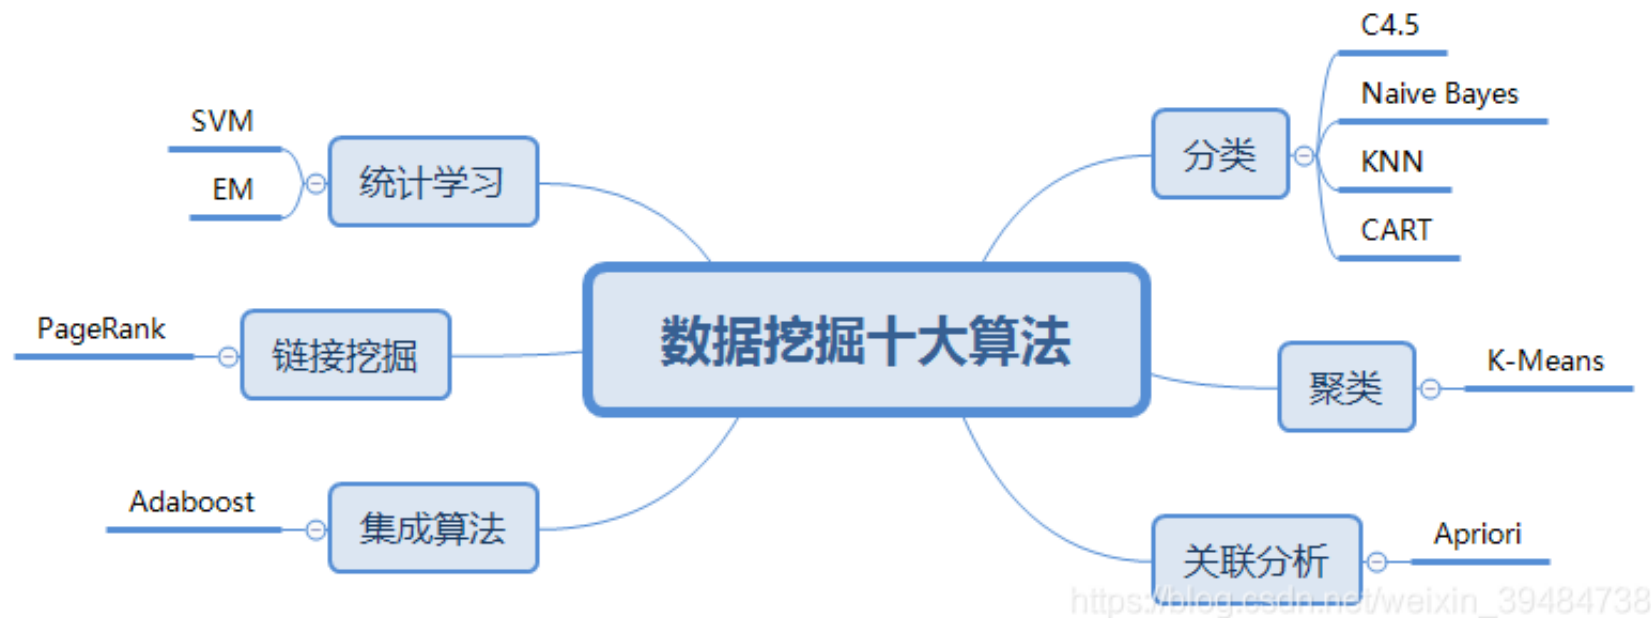 数据挖掘十大算法
分类
C4.5
Naive Bayes
KNN
CART
聚类
K-Means
关联分析
Apriori
统计学习
SVM
EM
链接挖掘
PageRank
集成算法
Adaboost
https://blog.csdn.net/weixin_39484738